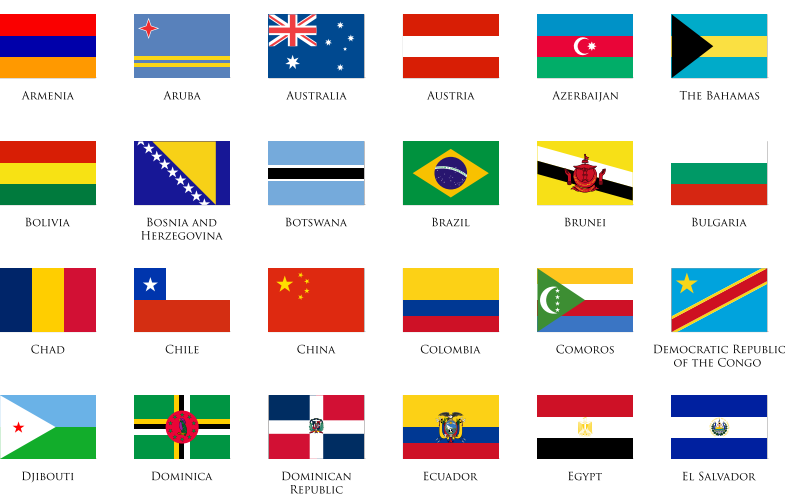 Armenia
Aruba
Australia
Austria
Azerbaijan
The Bahamas
Bolivia
Bosnia and
Herzegovina
Botswana
Brazil
Brunei
Bulgaria
Chad
Chile
China
Colombia
Comoros
Democratic Republic
of the Congo
Djibouti
Dominica
Dominican
Republic
Ecuador
Egypt
El Salvador